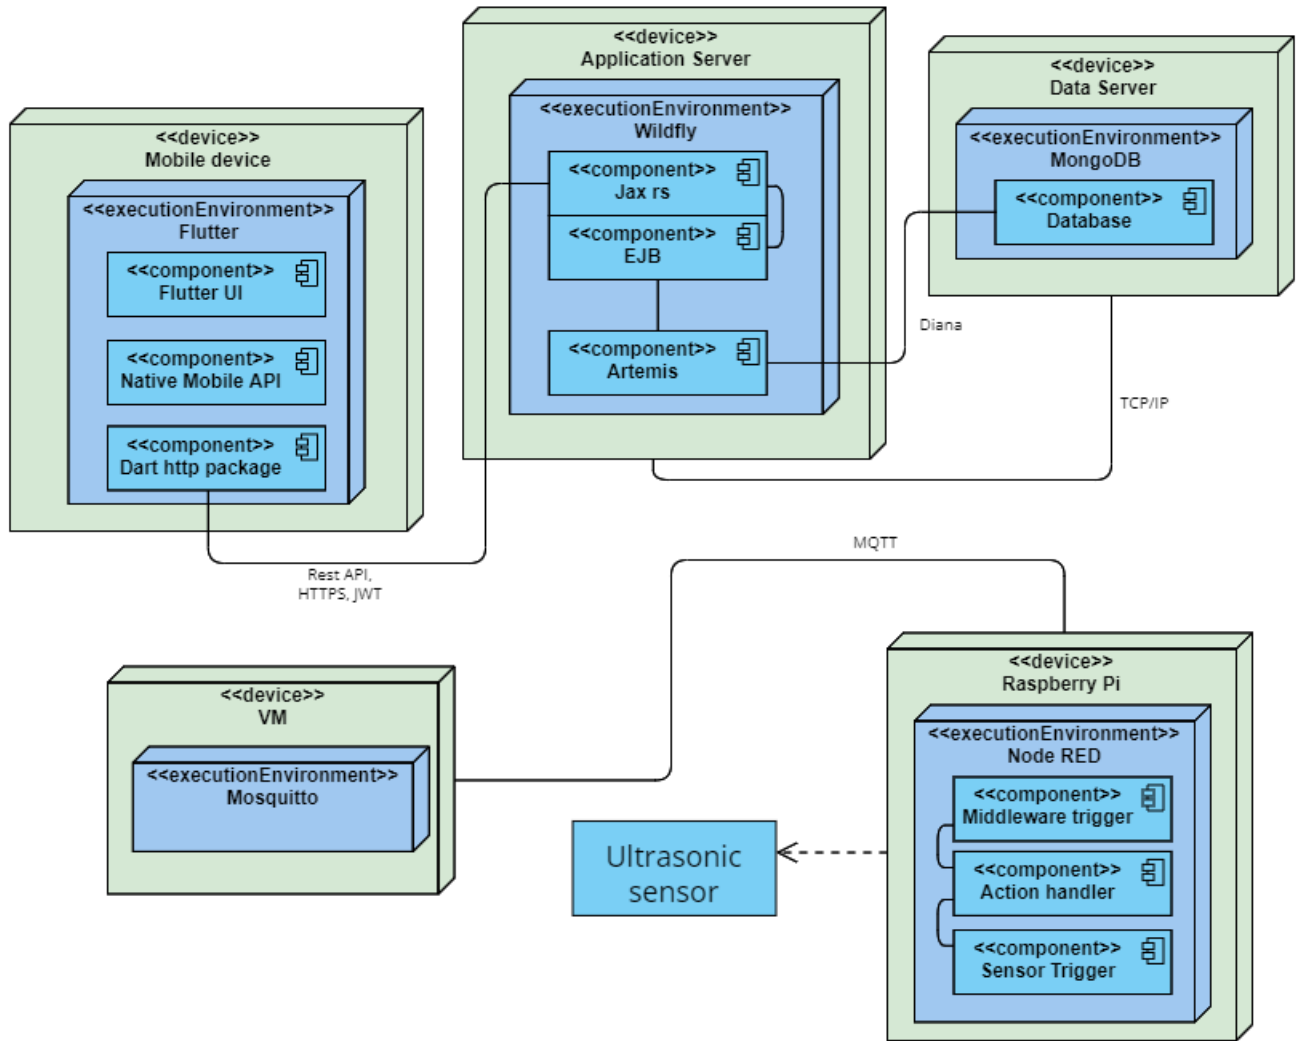 <<device>>
Mobile device
<<executionEnvironment>>
Flutter
<<component>>
Flutter UI
<<component>>
Native Mobile API
<<component>>
Dart http package
Rest API,
HTTPS, JWT
<<device>>
Application Server
<<executionEnvironment>>
Wildfly
<<component>>
Jax rs
<<component>>
EJB
<<component>>
Artemis
<<device>>
Data Server
<<executionEnvironment>>
MongoDB
<<component>>
Database
Diana
TCP/IP
MQTT
<<device>>
VM
<<executionEnvironment>>
Mosquitto
Ultrasonic
sensor
<<device>>
Raspberry Pi
<<executionEnvironment>>
Node RED
<<component>>
Middleware trigger
<<component>>
Action handler
<<component>>
Sensor Trigger